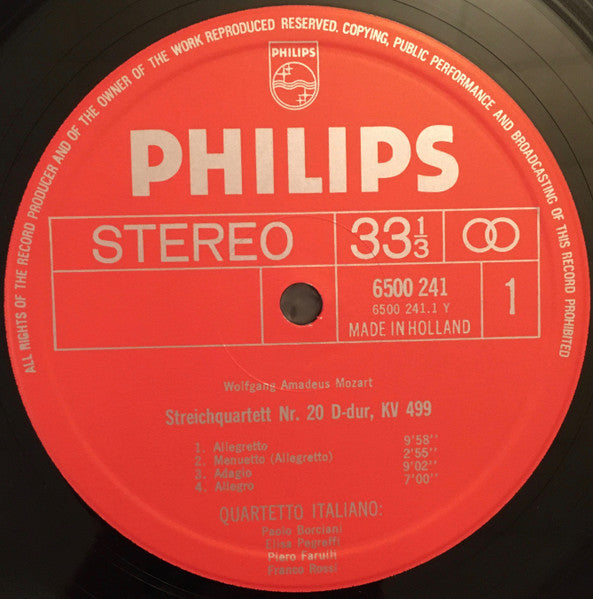 ALL RIGHTS OF THE RECORD PRODUCER AND OF THE OWNER OF THE WORK REPRODUCED RESERVED. COPYING, PUBLIC PERFORMANCE AND BROADCASTING OF THIS RECORD PROHIBITED
PHILIPS
PHILIPS
STEREO 33⅓
6500 241
6500 241.1 Y
MADE IN HOLLAND
1
Wolfgang Amadeus Mozart
Streichquartett Nr. 20 D-dur, KV 499
1. Allegretto 9'58''
2. Menuetto (Allegretto) 2'55''
3. Adagio 9'02''
4. Allegro 7'00''
QUARTETTO ITALIANO:
Paolo Borciani
Elisa Pegreffi
Piero Farulli
Franco Rossi